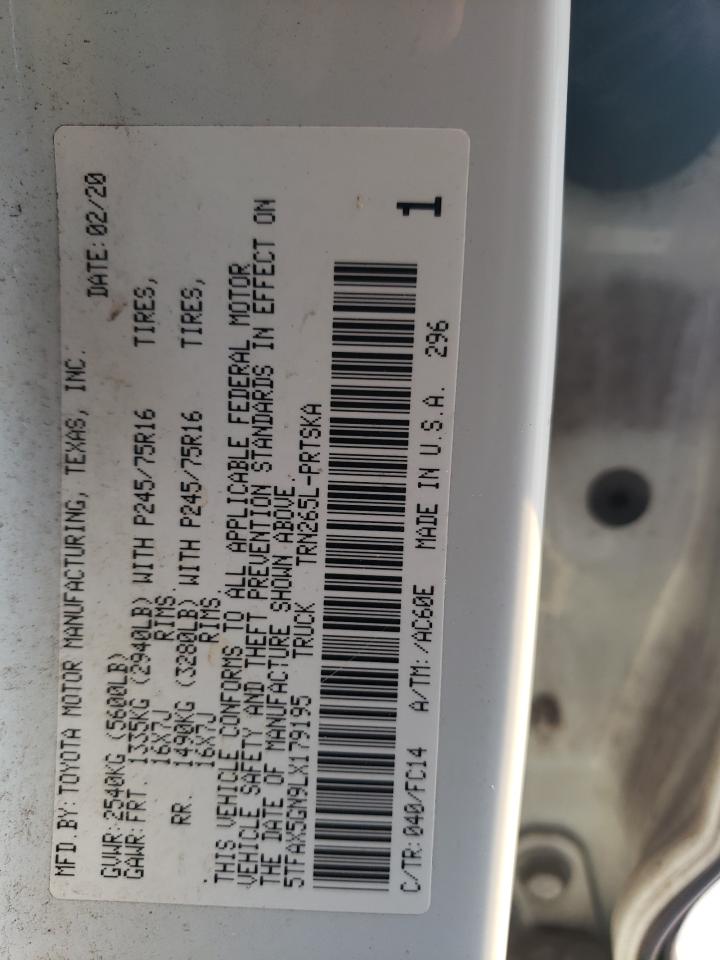 MFD BY: TOYOTA MOTOR MANUFACTURING, TEXAS, INC. DATE: 02/20
GVWR: 2540KG (5600LB)
GAWR: FRT. 1335KG (2940LB) WITH P245/75R16 TIRES,
16X7J RIMS.
RR. 1490KG (3280LB) WITH P245/75R16 TIRES,
16X7J RIMS.
THIS VEHICLE CONFORMS TO ALL APPLICABLE FEDERAL MOTOR
VEHICLE SAFETY AND THEFT PREVENTION STANDARDS IN EFFECT ON
THE DATE OF MANUFACTURE SHOWN ABOVE.
5TFAX5GN9LX179195 TRUCK TRN265L-PRTSKA
1
C/TR: 040/FC14 A/TM: /AC60E MADE IN U.S.A. 296